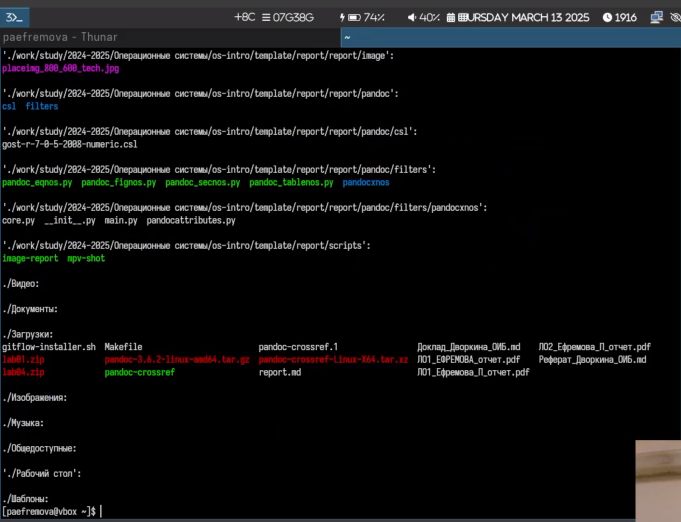 3>_ +8C 07G38G 74% 40% URSDAY MARCH 13 2025 1916
paefremova - Thunar ~
'./work/study/2024-2025/Операционные системы/os-intro/template/report/report/image':
placeimg_800_600_tech.jpg
'./work/study/2024-2025/Операционные системы/os-intro/template/report/report/pandoc':
csl filters
'./work/study/2024-2025/Операционные системы/os-intro/template/report/report/pandoc/csl':
gost-r-7-0-5-2008-numeric.csl
'./work/study/2024-2025/Операционные системы/os-intro/template/report/report/pandoc/filters':
pandoc_eqnos.py pandoc_fignos.py pandoc_secnos.py pandoc_tablenos.py pandocxnos
'./work/study/2024-2025/Операционные системы/os-intro/template/report/report/pandoc/filters/pandocxnos':
core.py __init__.py main.py pandocattributes.py
'./work/study/2024-2025/Операционные системы/os-intro/template/report/scripts':
image-report mpv-shot
./Видео:
./Документы:
./Загрузки:
gitflow-installer.sh Makefile pandoc-crossref.1 Доклад_Дворкина_ОИБ.md ЛО2_Ефремова_П_отчет.pdf
lab01.zip pandoc-3.6.2-linux-amd64.tar.gz pandoc-crossref-Linux-X64.tar.xz ЛО1_ЕФРЕМОВА_отчет.pdf Реферат_Дворкина_ОИБ.md
lab04.zip pandoc-crossref report.md ЛО1_Ефремова_П_отчет.pdf
./Изображения:
./Музыка:
./Общедоступные:
'./Рабочий стол':
./Шаблоны:
[paefremova@vbox ~]$